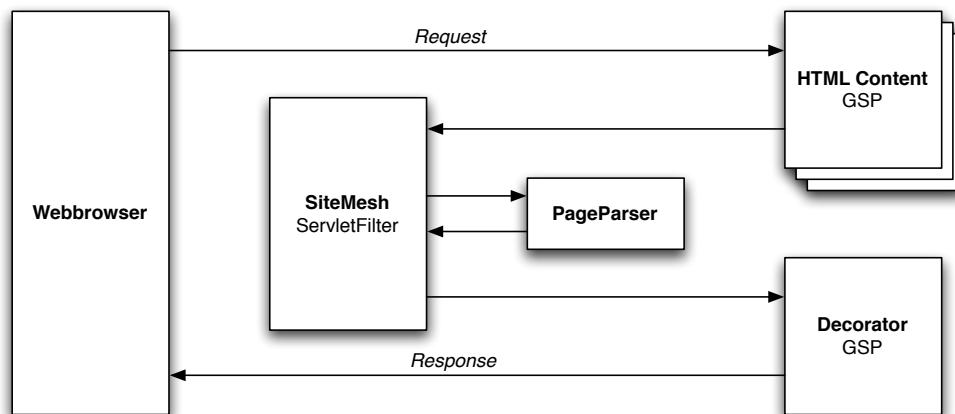 Request
HTML Content
GSP
Webbrowser
SiteMesh
ServletFilter
PageParser
Decorator
GSP
Response